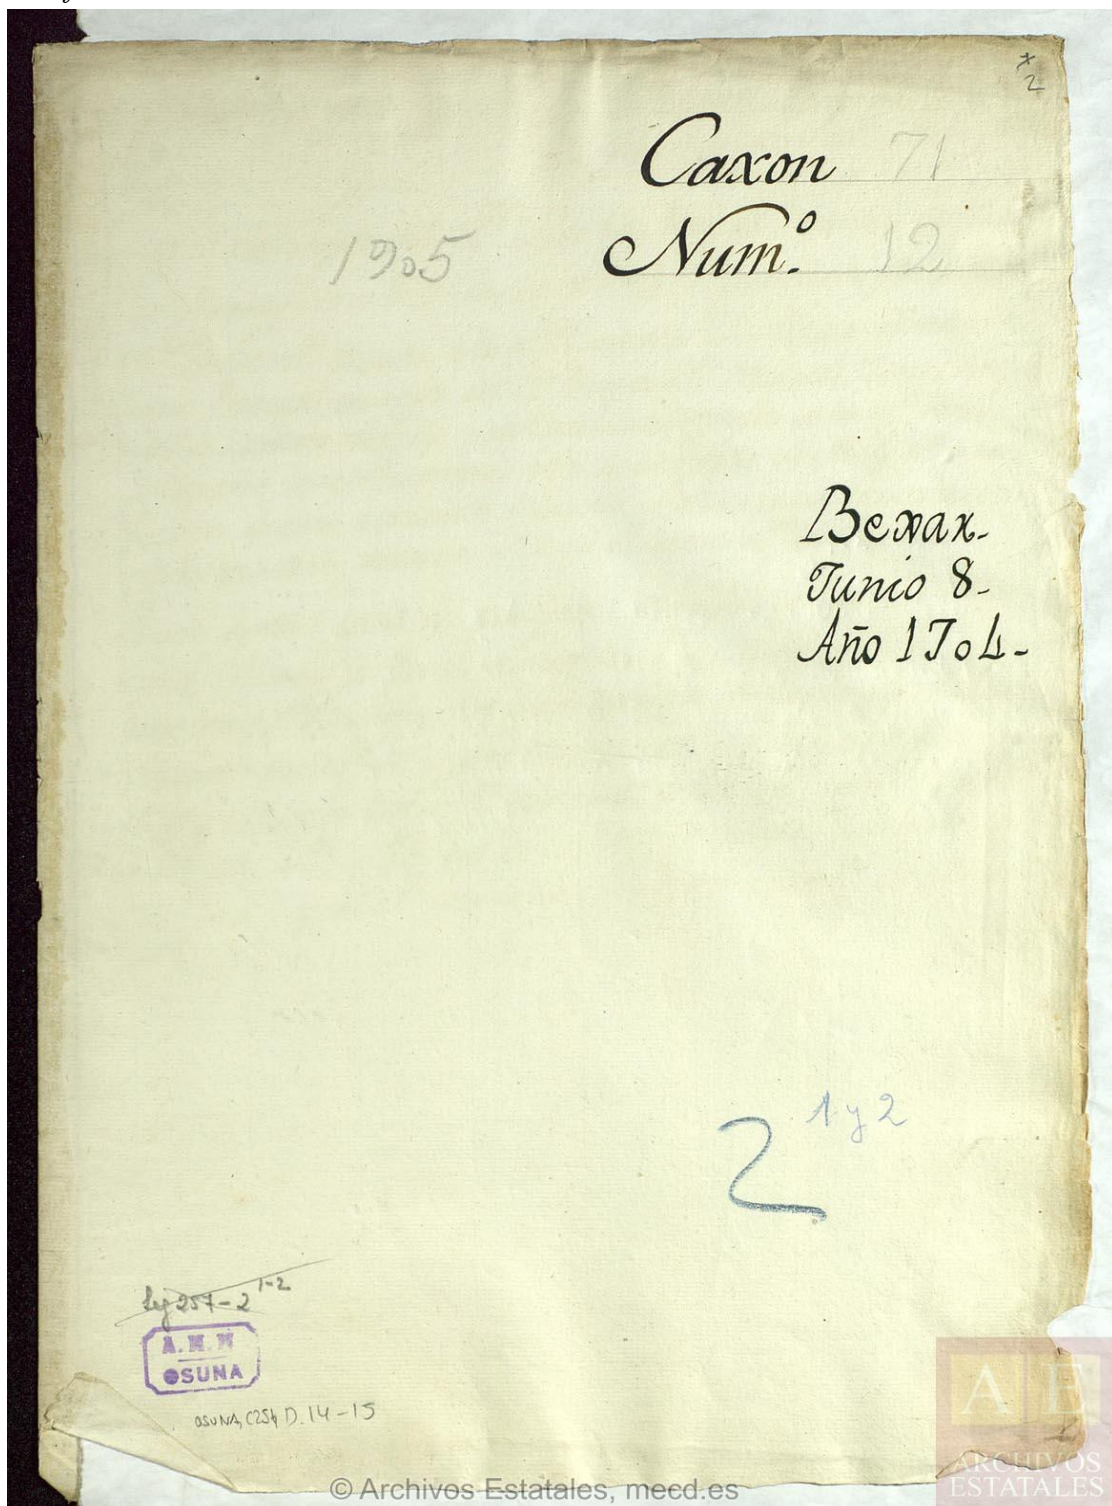 * 2
Caxon 71
Num.º 12
1905
Bexar-
Junio 8-
Año 1704-
1 y 2
2
leg 257-2 1-2
A.H.N
OSUNA
OSUNA, C254, D.14-15
AE
ARCHIVOS
ESTATALES
© Archivos Estatales, mecd.es